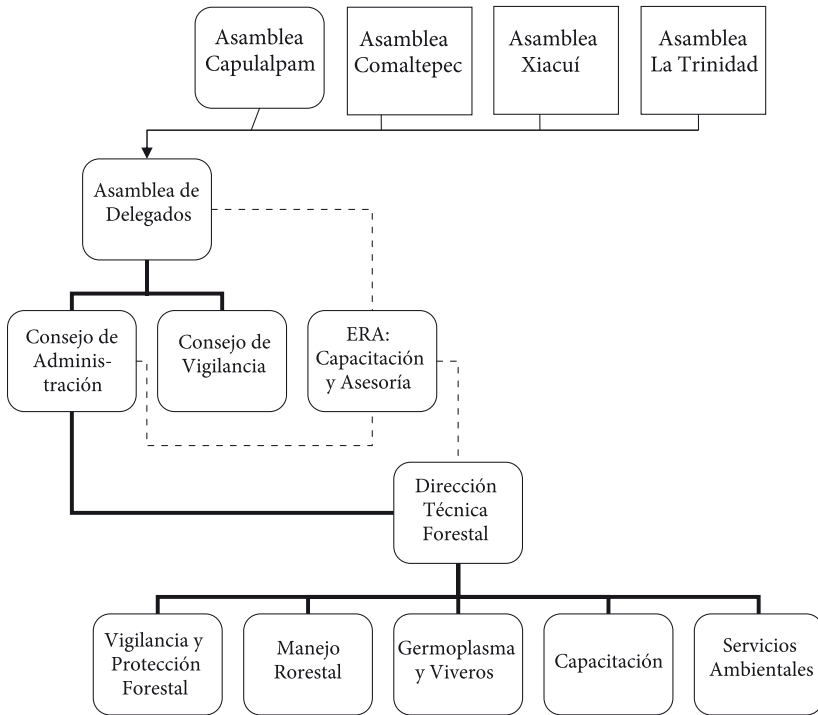 Asamblea
Capulalpam
Asamblea
Comaltepec
Asamblea
Xiacuí
Asamblea
La Trinidad
Asamblea de
Delegados
Consejo de
Adminis-
tración
Consejo de
Vigilancia
ERA:
Capacitación
y Asesoría
Dirección
Técnica
Forestal
Vigilancia y
Protección
Forestal
Manejo
Rorestal
Germoplasma
y Viveros
Capacitación
Servicios
Ambientales